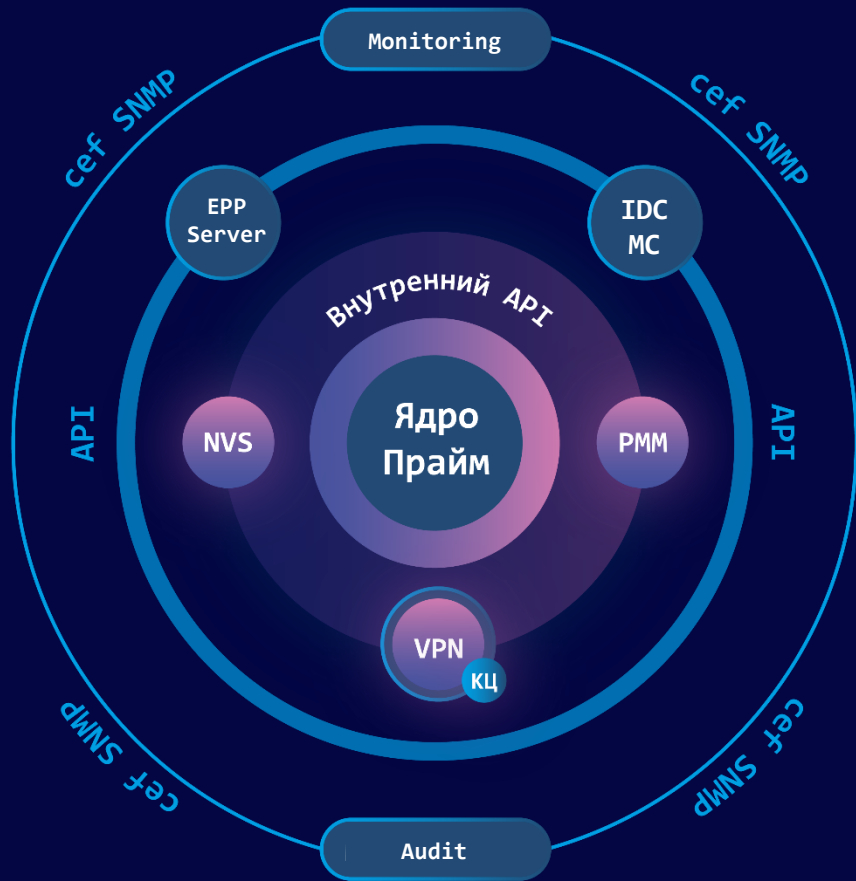 Monitoring
cef SNMP
cef SNMP
EPP
Server
IDC
MC
Внутренний API
API
NVS
Ядро
Прайм
PMM
API
VPN
КЦ
cef SNMP
cef SNMP
Audit